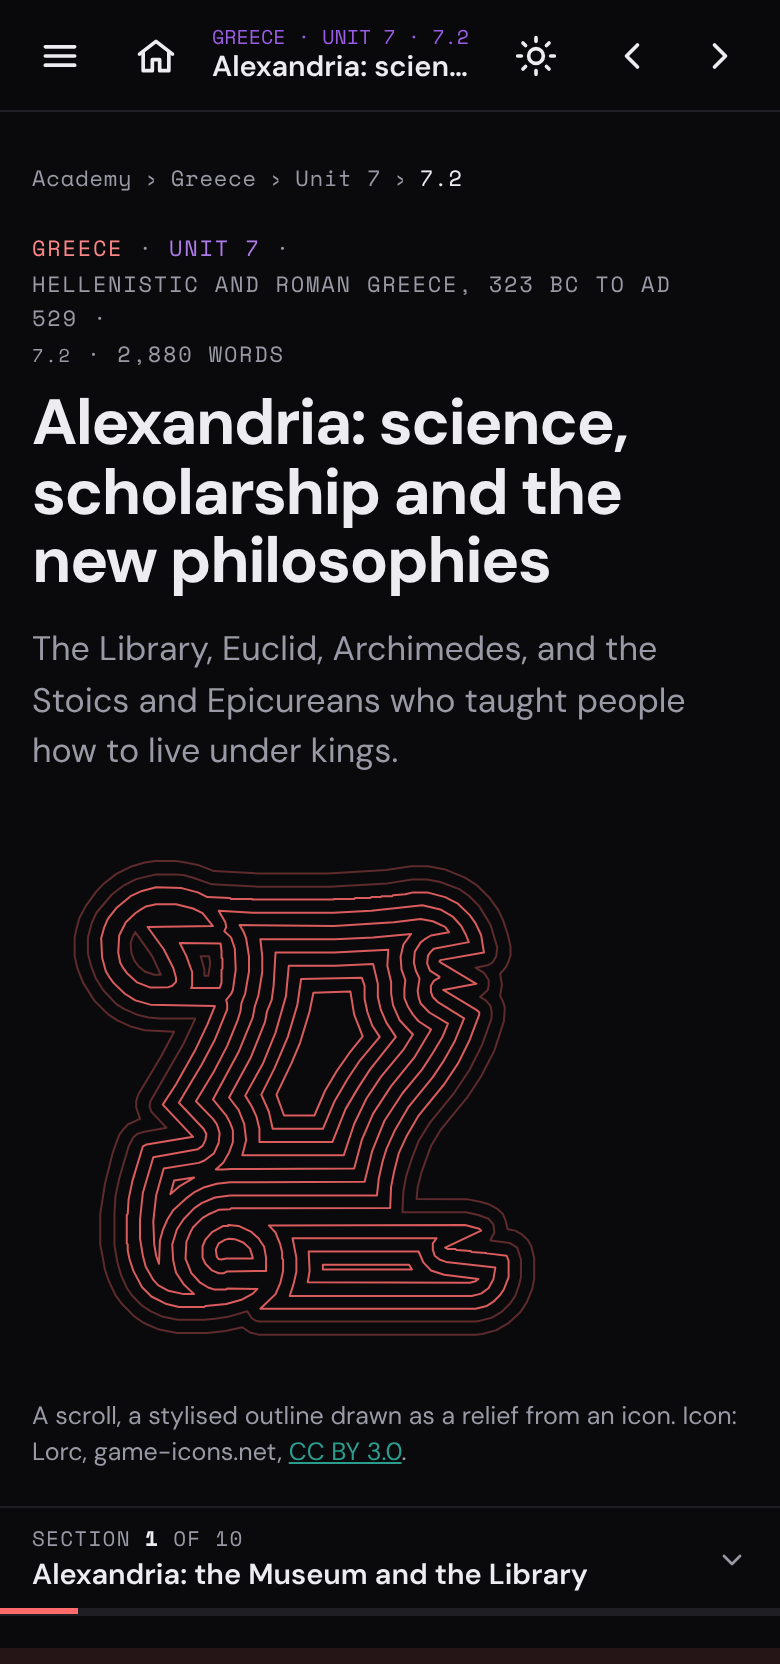 GREECE · UNIT 7 · 7.2
Alexandria: scien...
Academy › Greece › Unit 7 › 7.2
GREECE · UNIT 7 ·
HELLENISTIC AND ROMAN GREECE, 323 BC TO AD
529 ·
7.2 · 2,880 WORDS
Alexandria: science,
scholarship and the
new philosophies
The Library, Euclid, Archimedes, and the
Stoics and Epicureans who taught people
how to live under kings.
A scroll, a stylised outline drawn as a relief from an icon. Icon:
Lorc, game-icons.net, CC BY 3.0.
SECTION 1 OF 10
Alexandria: the Museum and the Library